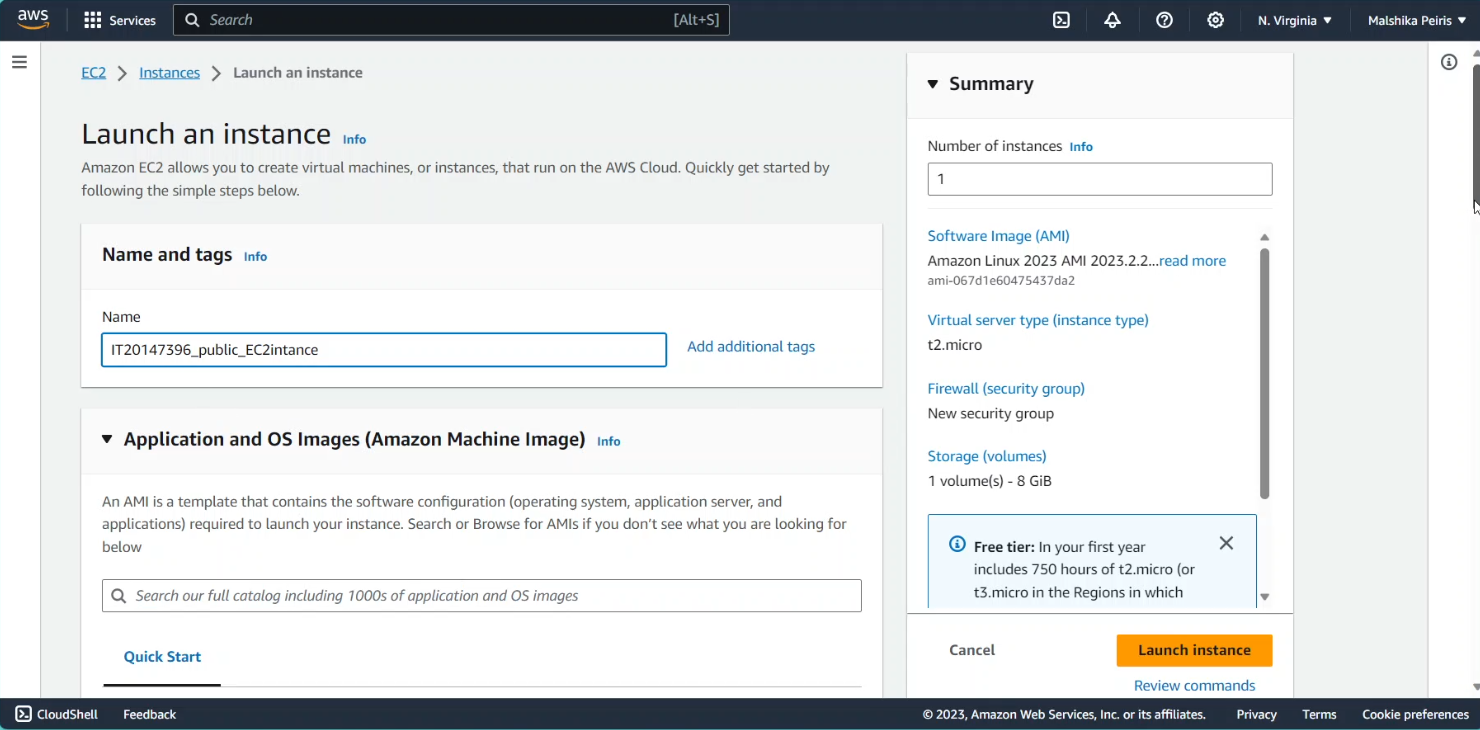 aws
Services
Search
[Alt+S]
N. Virginia
Malshika Peiris
EC2
Instances
Launch an instance
Launch an instance
Info
Amazon EC2 allows you to create virtual machines, or instances, that run on the AWS Cloud. Quickly get started by
following the simple steps below.
Name and tags
Info
Name
IT20147396_public_EC2intance
Add additional tags
Application and OS Images (Amazon Machine Image)
Info
An AMI is a template that contains the software configuration (operating system, application server, and
applications) required to launch your instance. Search or Browse for AMIs if you don't see what you are looking for
below
Search our full catalog including 1000s of application and OS images
Quick Start
Summary
Number of instances
Info
1
Software Image (AMI)
Amazon Linux 2023 AMI 2023.2.2...read more
ami-067d1e60475437da2
Virtual server type (instance type)
t2.micro
Firewall (security group)
New security group
Storage (volumes)
1 volume(s) - 8 GiB
Free tier: In your first year
includes 750 hours of t2.micro (or
t3.micro in the Regions in which
Cancel
Launch instance
Review commands
CloudShell
Feedback
© 2023, Amazon Web Services, Inc. or its affiliates.
Privacy
Terms
Cookie preferences